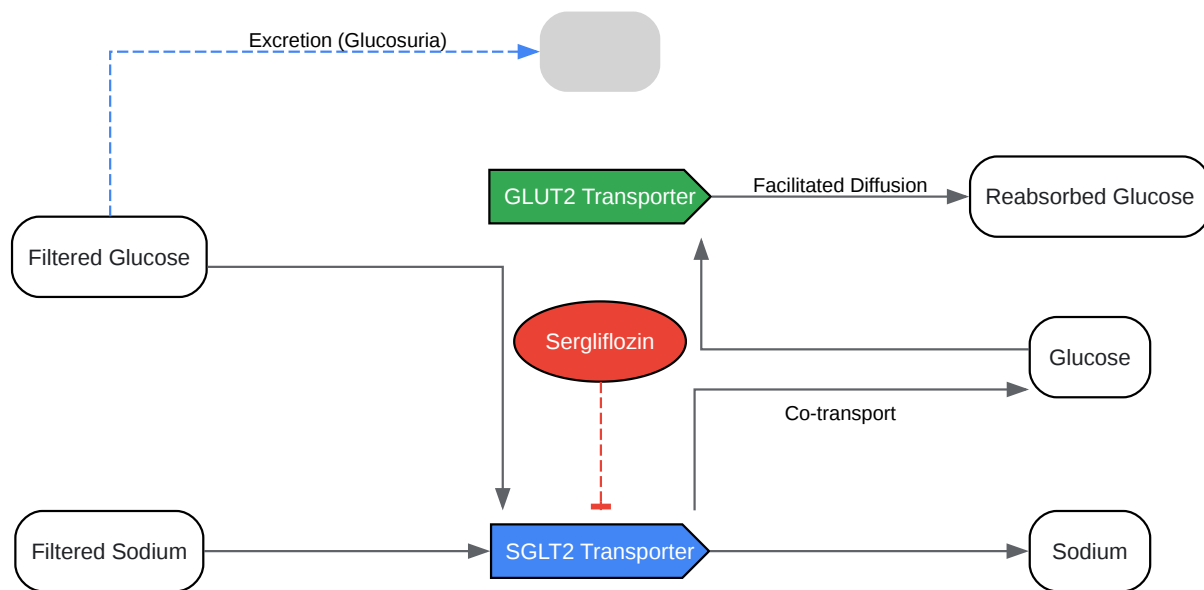 Excretion (Glucosuria)
GLUT2 Transporter
Facilitated Diffusion
Reabsorbed Glucose
Filtered Glucose
Sergliflozin
Glucose
Co-transport
Filtered Sodium
SGLT2 Transporter
Sodium